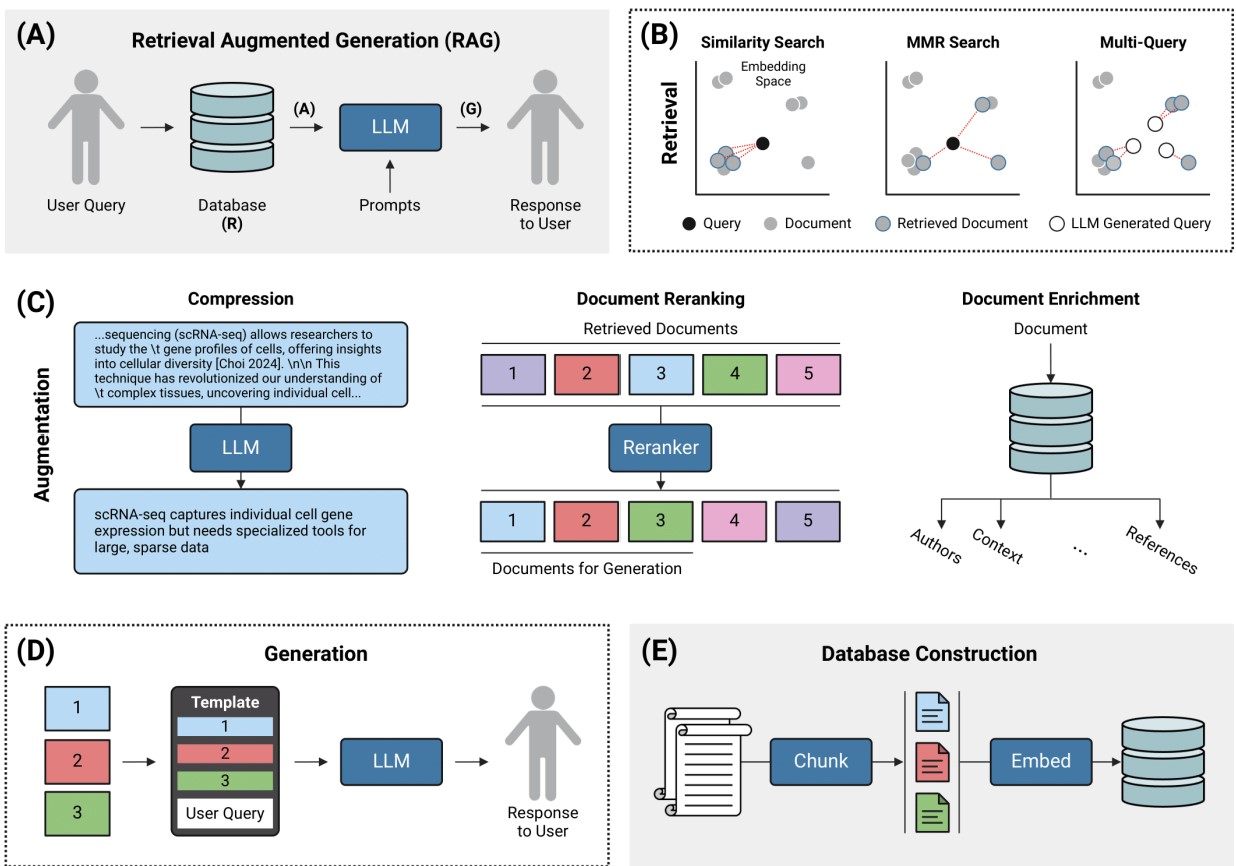 (A)
Retrieval Augmented Generation (RAG)
(A)
(G)
LLM
User Query
Database
(R)
Prompts
Response
to User
(B)
Retrieval
Similarity Search
MMR Search
Multi-Query
Embedding
Space
Query
Document
Retrieved Document
LLM Generated Query
(C)
Augmentation
Compression
...sequencing (scRNA-seq) allows researchers to
study the \t gene profiles of cells, offering insights
into cellular diversity [Choi 2024]. \n\n This
technique has revolutionized our understanding of
\t complex tissues, uncovering individual cell...
LLM
scRNA-seq captures individual cell gene
expression but needs specialized tools for
large, sparse data
Document Reranking
Retrieved Documents
1 2 3 4 5
Reranker
1 2 3 4 5
Documents for Generation
Document Enrichment
Document
Authors
Context
...
References
(D)
Generation
1
2
3
Template
1
2
3
User Query
LLM
Response
to User
(E)
Database Construction
Chunk
Embed